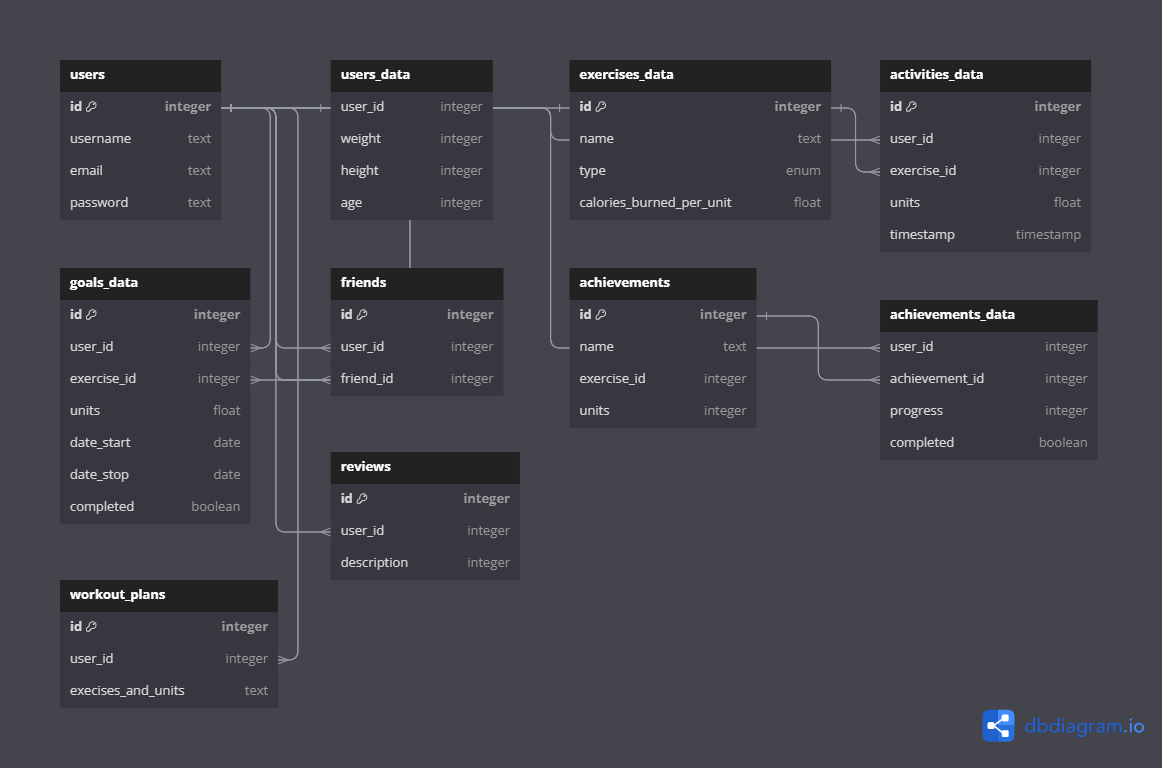 users
id integer
username text
email text
password text
users_data
user_id integer
weight integer
height integer
age integer
exercises_data
id integer
name text
type enum
calories_burned_per_unit float
activities_data
id integer
user_id integer
exercise_id integer
units float
timestamp timestamp
goals_data
id integer
user_id integer
exercise_id integer
units float
date_start date
date_stop date
completed boolean
friends
id integer
user_id integer
friend_id integer
achievements
id integer
name text
exercise_id integer
units integer
achievements_data
user_id integer
achievement_id integer
progress integer
completed boolean
reviews
id integer
user_id integer
description integer
workout_plans
id integer
user_id integer
execises_and_units text
dbdiagram.io